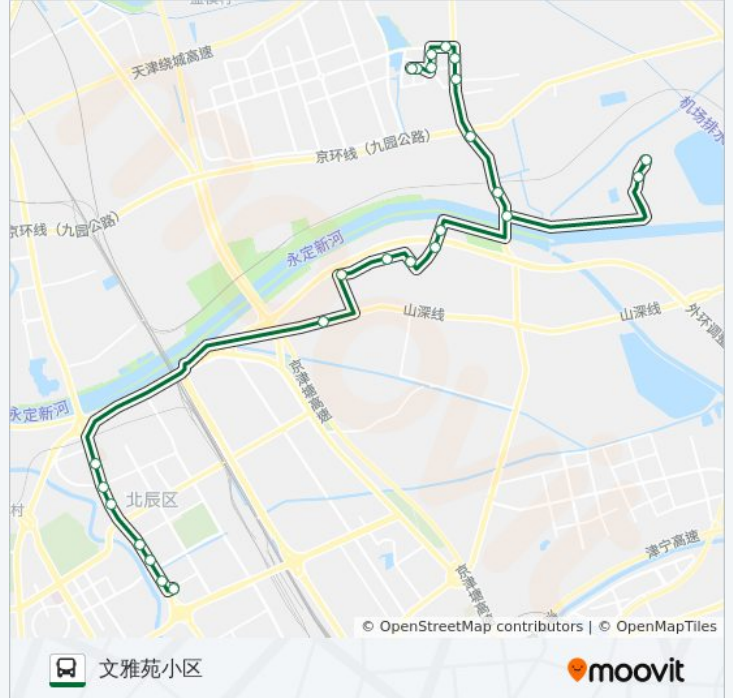 天津绕城高速
机场排水
京环线（九园公路）
京环线（九园公路）
永定新河
山深线
山深线
外环调整
京津塘高速
永定新河
北辰区
村
津宁高速
京津塘高速
© OpenStreetMap contributors | © OpenMapTiles
文雅苑小区
moovit